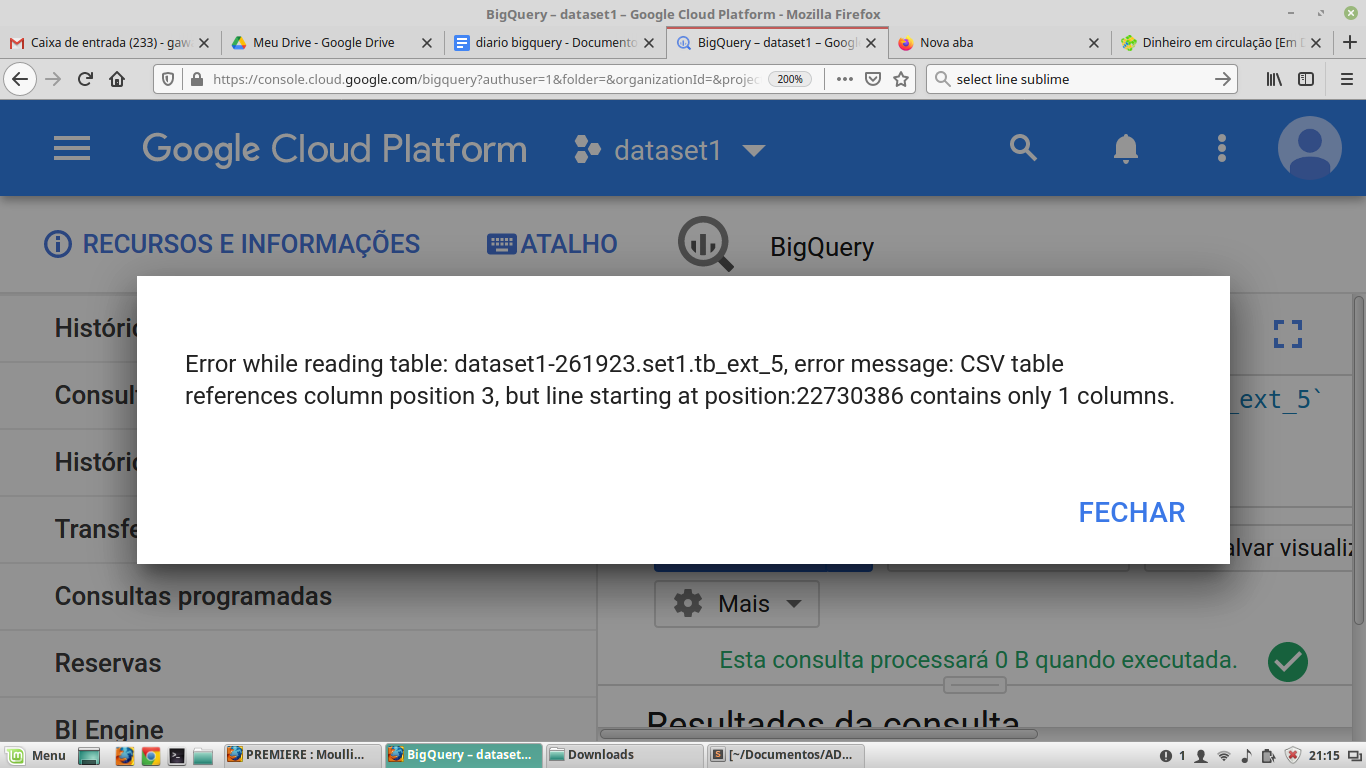 BigQuery – dataset1 – Google Cloud Platform - Mozilla Firefox
Caixa de entrada (233) - gaw
Meu Drive - Google Drive
diario bigquery - Documento
BigQuery – dataset1 – Googl
Nova aba
Dinheiro em circulação [Em D
https://console.cloud.google.com/bigquery?authuser=1&folder=&organizationId=&projec
200%
select line sublime
Google Cloud Platform
dataset1
RECURSOS E INFORMAÇÕES
ATALHO
BigQuery
Históric
Error while reading table: dataset1-261923.set1.tb_ext_5, error message: CSV table
references column position 3, but line starting at position:22730386 contains only 1 columns.
Consul
_ext_5`
Históri
FECHAR
Transfe
alvar visualiz
Consultas programadas
Mais
Reservas
Esta consulta processará 0 B quando executada.
BI Engine
Resultados da consulta
Menu
PREMIERE : Moulli...
BigQuery – dataset...
Downloads
[~/Documentos/AD...
1
21:15